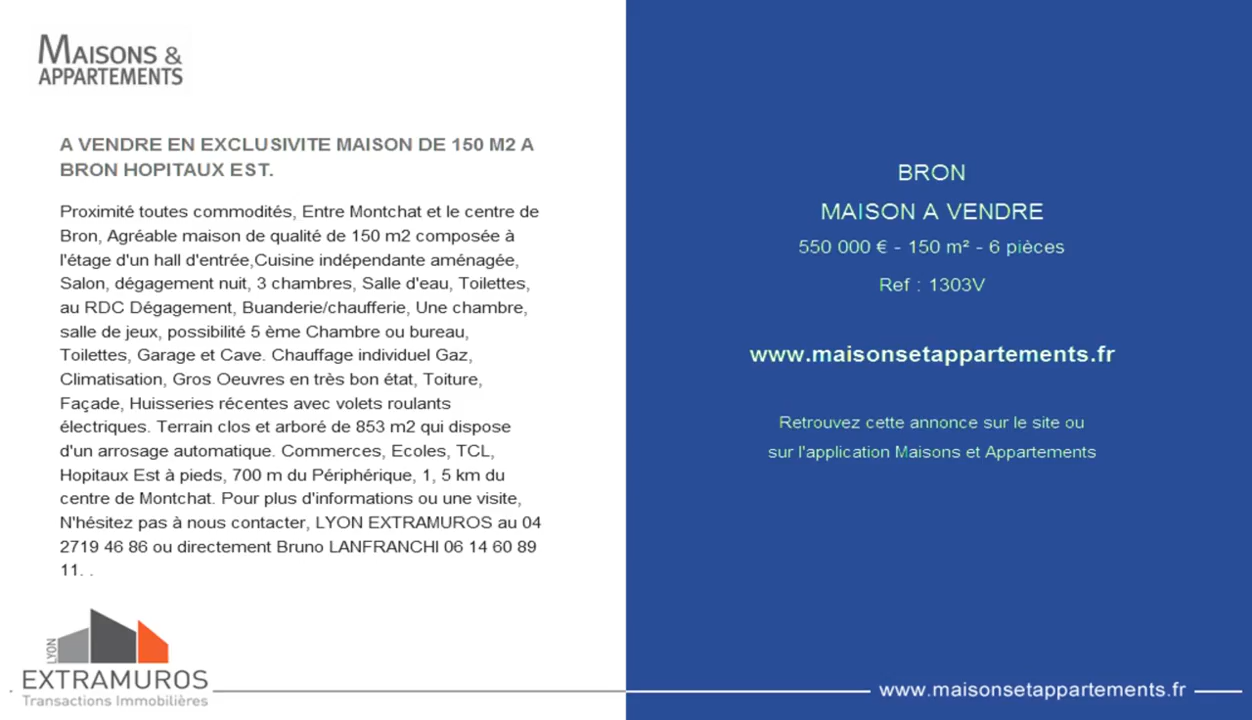 MAISONS &
APPARTEMENTS
A VENDRE EN EXCLUSIVITE MAISON DE 150 M2 A
BRON HOPITAUX EST.
Proximité toutes commodités, Entre Montchat et le centre de
Bron, Agréable maison de qualité de 150 m2 composée à
l'étage d'un hall d'entrée,Cuisine indépendante aménagée,
Salon, dégagement nuit, 3 chambres, Salle d'eau, Toilettes,
au RDC Dégagement, Buanderie/chaufferie, Une chambre,
salle de jeux, possibilité 5 ème Chambre ou bureau,
Toilettes, Garage et Cave. Chauffage individuel Gaz,
Climatisation, Gros Oeuvres en très bon état, Toiture,
Façade, Huisseries récentes avec volets roulants
électriques. Terrain clos et arboré de 853 m2 qui dispose
d'un arrosage automatique. Commerces, Ecoles, TCL,
Hopitaux Est à pieds, 700 m du Périphérique, 1, 5 km du
centre de Montchat. Pour plus d'informations ou une visite,
N'hésitez pas à nous contacter, LYON EXTRAMUROS au 04
2719 46 86 ou directement Bruno LANFRANCHI 06 14 60 89
11. .
LYON
EXTRAMUROS
Transactions Immobilières
BRON
MAISON A VENDRE
550 000 € - 150 m² - 6 pièces
Ref : 1303V
www.maisonsetappartements.fr
Retrouvez cette annonce sur le site ou
sur l'application Maisons et Appartements
www.maisonsetappartements.fr